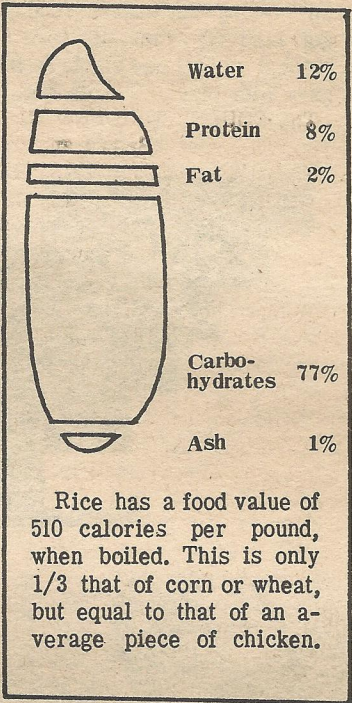 Water 12%
Protein 8%
Fat 2%
Carbo-
hydrates 77%
Ash 1%
Rice has a food value of
510 calories per pound,
when boiled. This is only
1/3 that of corn or wheat,
but equal to that of an a-
verage piece of chicken.